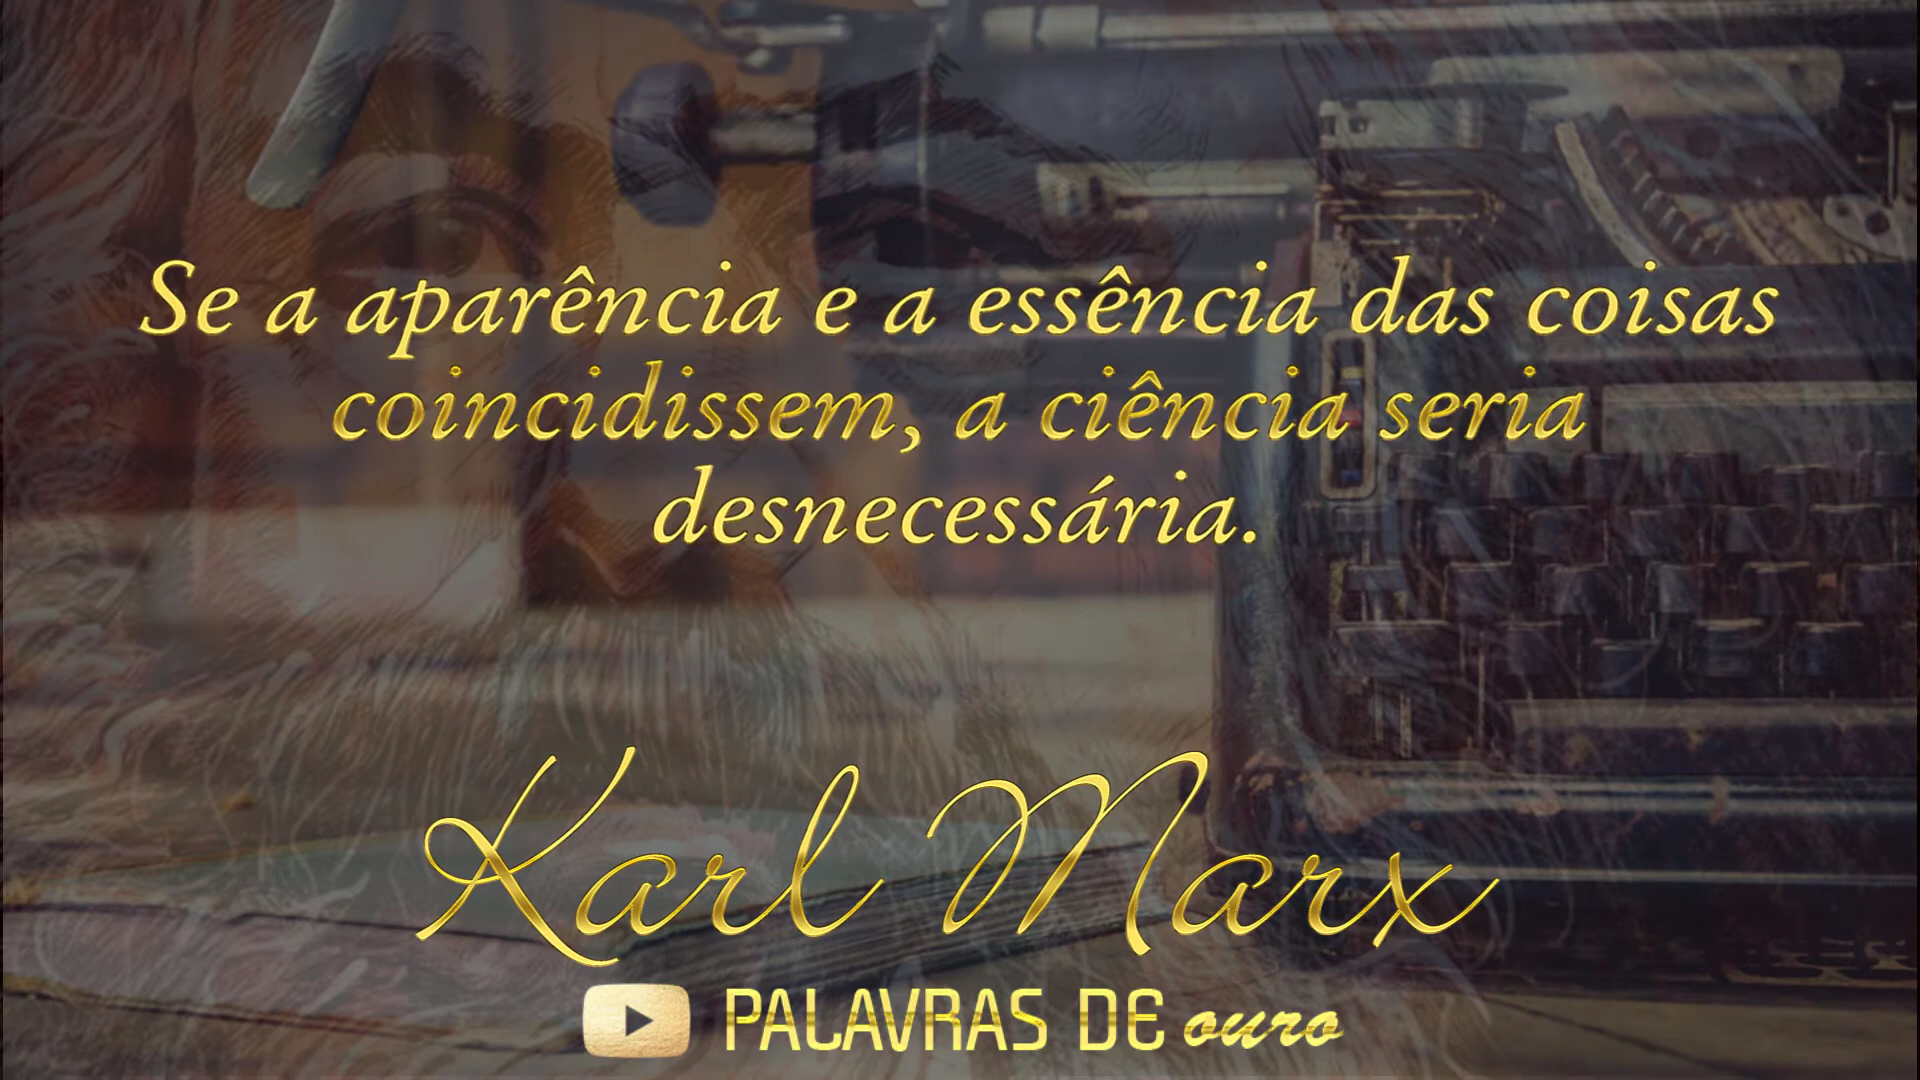 Se a aparência e a essência das coisas
coincidissem, a ciência seria
desnecessária.
Karl Marx
PALAVRAS DE ouro